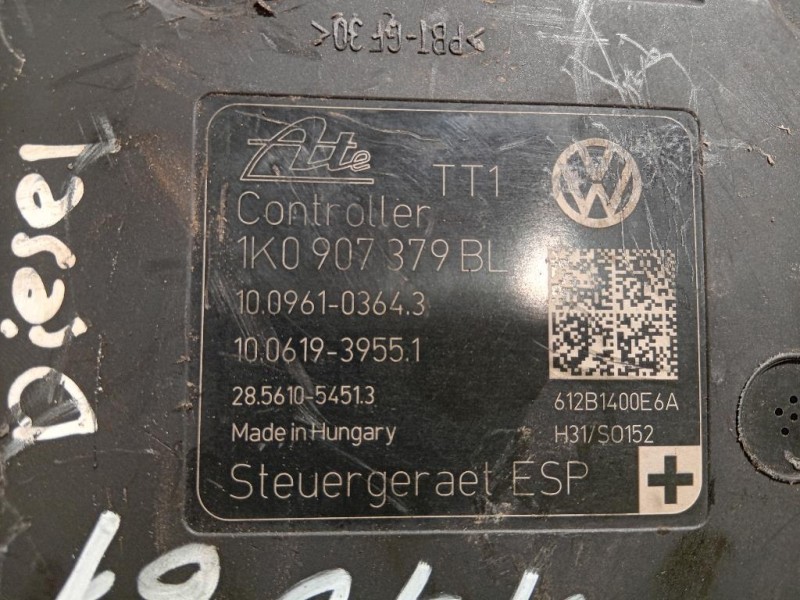 >PBT-GF30<
Ate
TT1
Controller
1K0 907 379 BL
10.0961-0364.3
10.0619-3955.1
28.5610-5451.3
612B1400E6A
Made in Hungary
H31/S0152
Steuergeraet ESP
Diesel